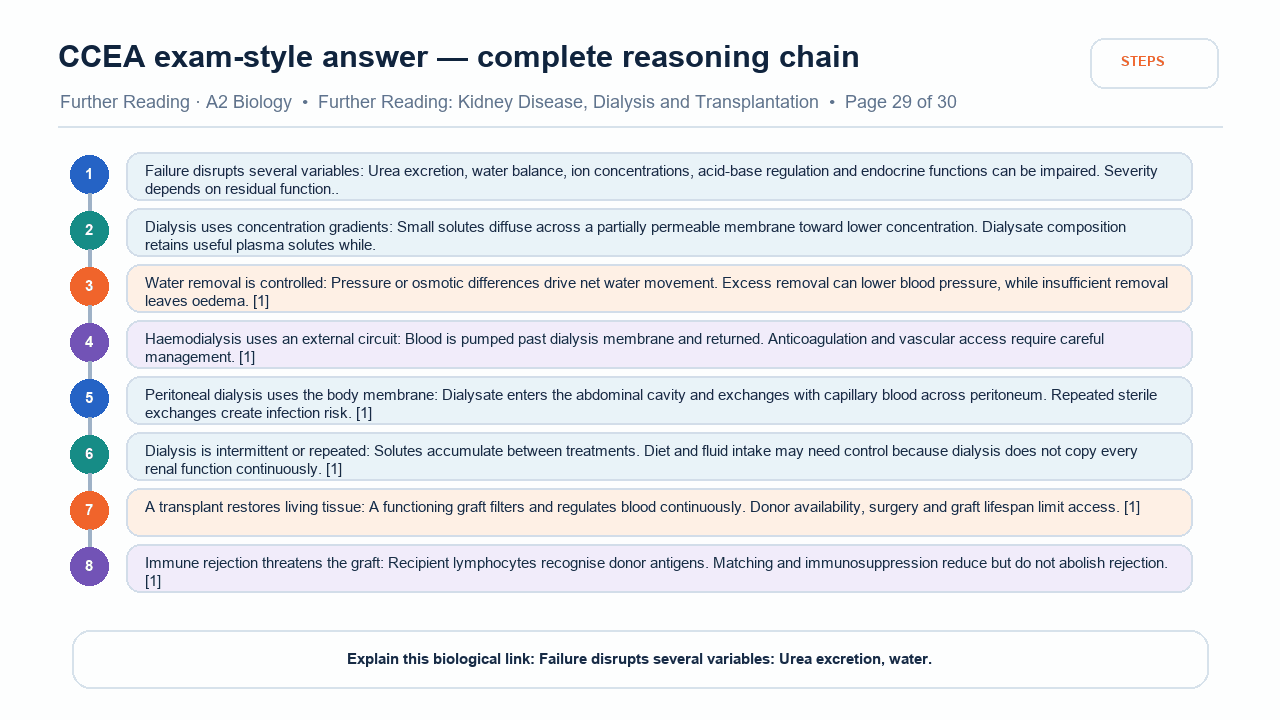 CCEA exam-style answer — complete reasoning chain
STEPS
Further Reading · A2 Biology • Further Reading: Kidney Disease, Dialysis and Transplantation • Page 29 of 30
1
Failure disrupts several variables: Urea excretion, water balance, ion concentrations, acid-base regulation and endocrine functions can be impaired. Severity
depends on residual function..
2
Dialysis uses concentration gradients: Small solutes diffuse across a partially permeable membrane toward lower concentration. Dialysate composition
retains useful plasma solutes while.
3
Water removal is controlled: Pressure or osmotic differences drive net water movement. Excess removal can lower blood pressure, while insufficient removal
leaves oedema. [1]
4
Haemodialysis uses an external circuit: Blood is pumped past dialysis membrane and returned. Anticoagulation and vascular access require careful
management. [1]
5
Peritoneal dialysis uses the body membrane: Dialysate enters the abdominal cavity and exchanges with capillary blood across peritoneum. Repeated sterile
exchanges create infection risk. [1]
6
Dialysis is intermittent or repeated: Solutes accumulate between treatments. Diet and fluid intake may need control because dialysis does not copy every
renal function continuously. [1]
7
A transplant restores living tissue: A functioning graft filters and regulates blood continuously. Donor availability, surgery and graft lifespan limit access. [1]
8
Immune rejection threatens the graft: Recipient lymphocytes recognise donor antigens. Matching and immunosuppression reduce but do not abolish rejection.
[1]
Explain this biological link: Failure disrupts several variables: Urea excretion, water.